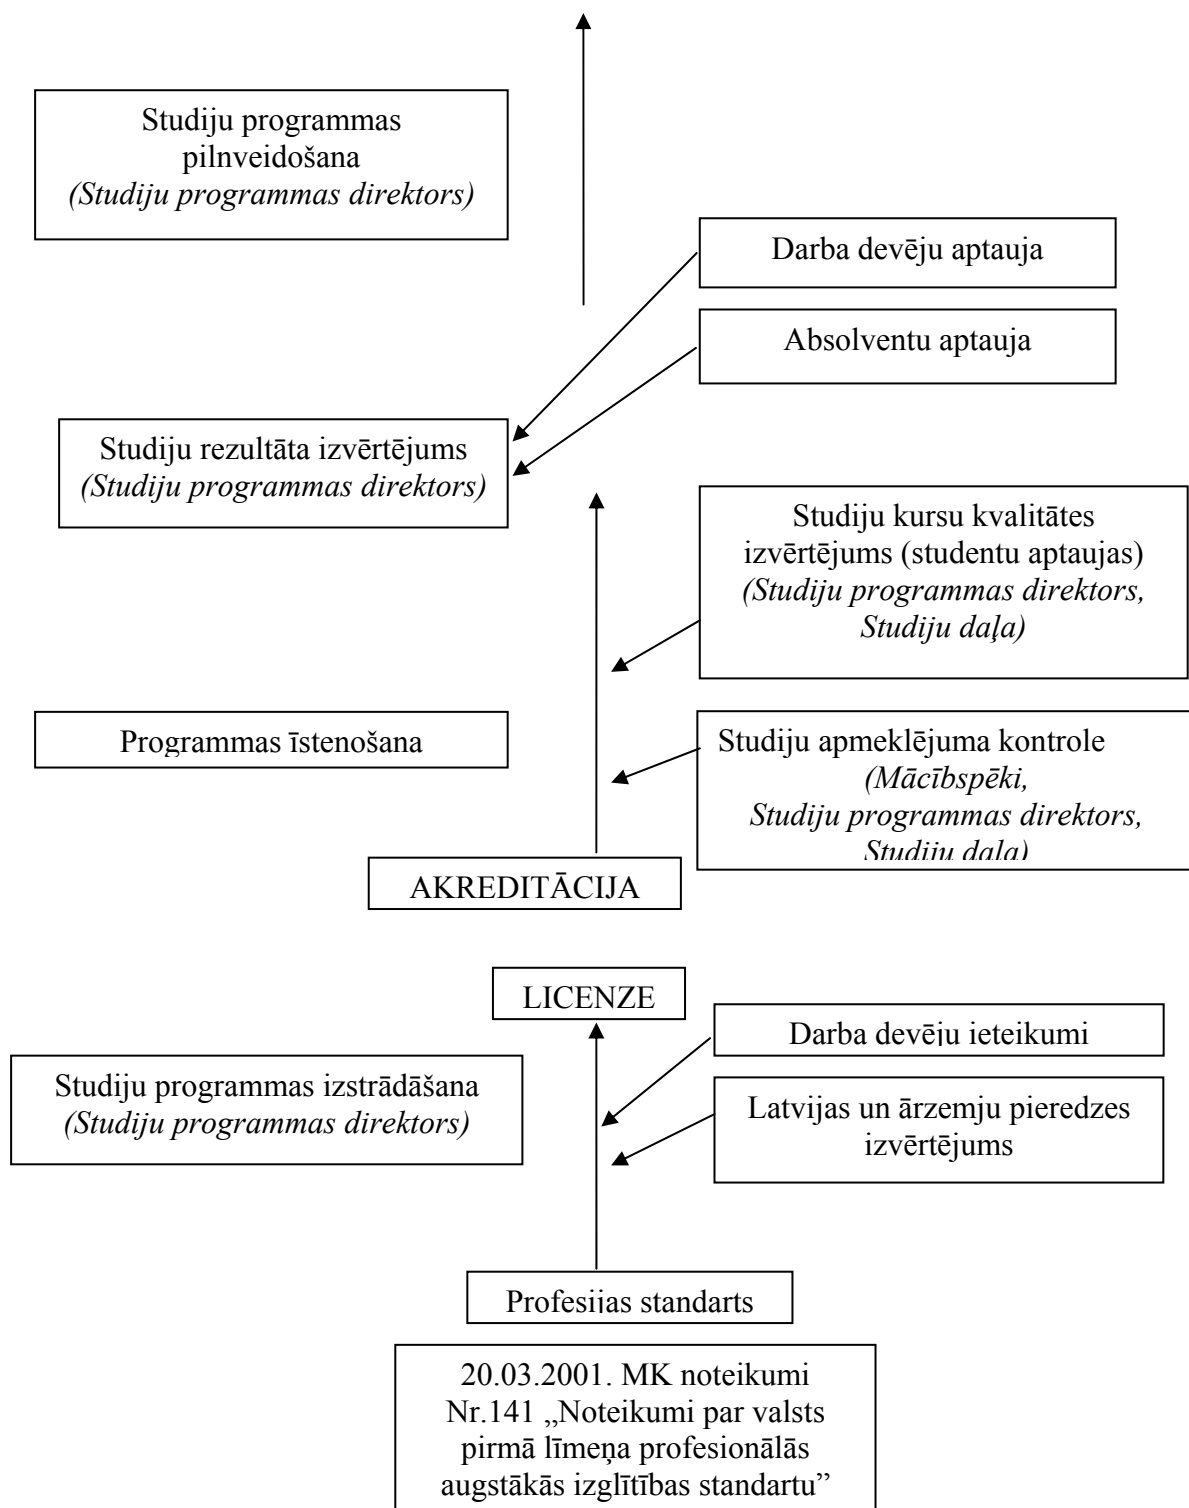 Studiju programmas
pilnveidošana
(Studiju programmas direktors)
Darba devēju aptauja
Absolventu aptauja
Studiju rezultāta izvērtējums
(Studiju programmas direktors)
Studiju kursu kvalitātes
izvērtējums (studentu aptaujas)
(Studiju programmas direktors,
Studiju daļa)
Programmas īstenošana
Studiju apmeklējuma kontrole
(Mācībspēki,
Studiju programmas direktors,
Studiju daļa)
AKREDITĀCIJA
LICENZE
Darba devēju ieteikumi
Studiju programmas izstrādāšana
(Studiju programmas direktors)
Latvijas un ārzemju pieredzes
izvērtējums
Profesijas standarts
20.03.2001. MK noteikumi
Nr.141 „Noteikumi par valsts
pirmā līmeņa profesionālās
augstākās izglītības standartu”